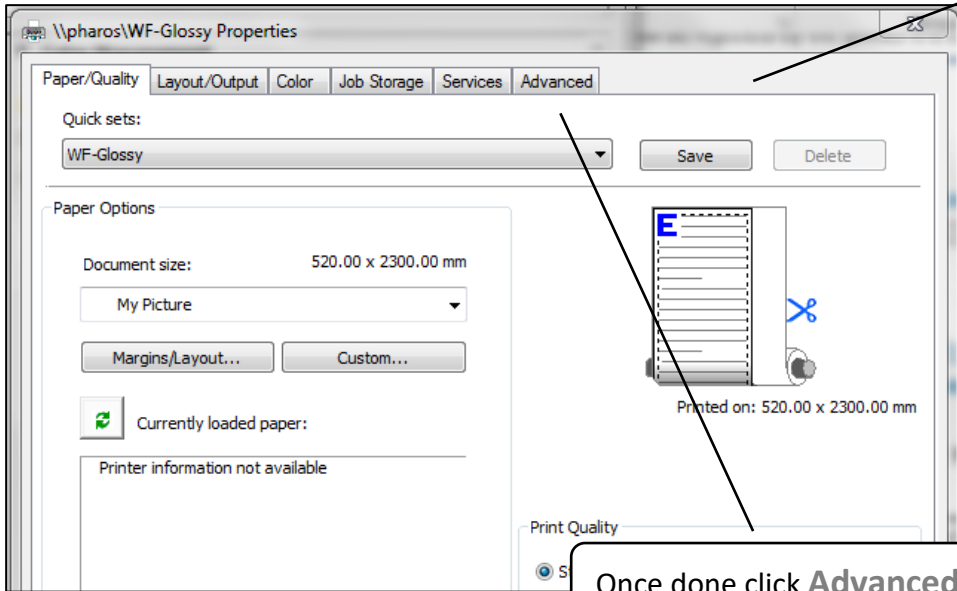 \\pharos\WF-Glossy Properties
Paper/Quality Layout/Output Color Job Storage Services Advanced
Quick sets:
WF-Glossy Save Delete
Paper Options
E
Document size: 520.00 x 2300.00 mm
My Picture
Margins/Layout... Custom...
Currently loaded paper:
Printed on: 520.00 x 2300.00 mm
Printer information not available
Print Quality
Once done click Advanced